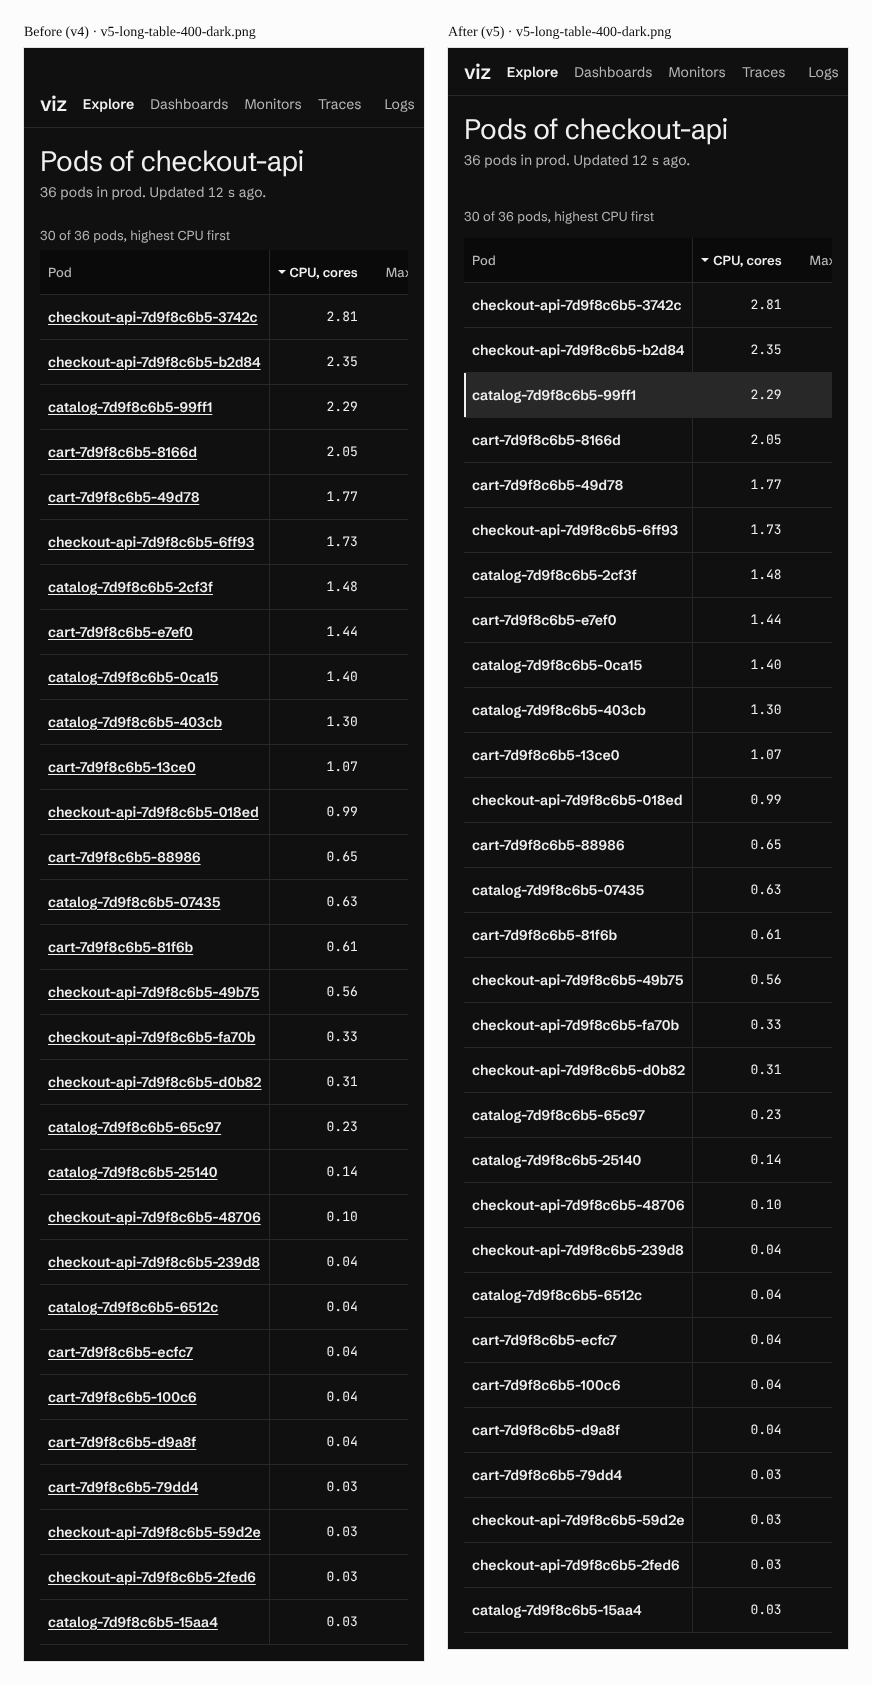 Before (v4) · v5-long-table-400-dark.png
viz Explore Dashboards Monitors Traces Logs
Pods of checkout-api
36 pods in prod. Updated 12 s ago.
30 of 36 pods, highest CPU first
Pod CPU, cores Max
checkout-api-7d9f8c6b5-3742c 2.81
checkout-api-7d9f8c6b5-b2d84 2.35
catalog-7d9f8c6b5-99ff1 2.29
cart-7d9f8c6b5-8166d 2.05
cart-7d9f8c6b5-49d78 1.77
checkout-api-7d9f8c6b5-6ff93 1.73
catalog-7d9f8c6b5-2cf3f 1.48
cart-7d9f8c6b5-e7ef0 1.44
catalog-7d9f8c6b5-0ca15 1.40
catalog-7d9f8c6b5-403cb 1.30
cart-7d9f8c6b5-13ce0 1.07
checkout-api-7d9f8c6b5-018ed 0.99
cart-7d9f8c6b5-88986 0.65
catalog-7d9f8c6b5-07435 0.63
cart-7d9f8c6b5-81f6b 0.61
checkout-api-7d9f8c6b5-49b75 0.56
checkout-api-7d9f8c6b5-fa70b 0.33
checkout-api-7d9f8c6b5-d0b82 0.31
catalog-7d9f8c6b5-65c97 0.23
catalog-7d9f8c6b5-25140 0.14
checkout-api-7d9f8c6b5-48706 0.10
checkout-api-7d9f8c6b5-239d8 0.04
catalog-7d9f8c6b5-6512c 0.04
cart-7d9f8c6b5-ecfc7 0.04
cart-7d9f8c6b5-100c6 0.04
cart-7d9f8c6b5-d9a8f 0.04
cart-7d9f8c6b5-79dd4 0.03
checkout-api-7d9f8c6b5-59d2e 0.03
checkout-api-7d9f8c6b5-2fed6 0.03
catalog-7d9f8c6b5-15aa4 0.03
After (v5) · v5-long-table-400-dark.png
viz Explore Dashboards Monitors Traces Logs
Pods of checkout-api
36 pods in prod. Updated 12 s ago.
30 of 36 pods, highest CPU first
Pod CPU, cores Max
checkout-api-7d9f8c6b5-3742c 2.81
checkout-api-7d9f8c6b5-b2d84 2.35
catalog-7d9f8c6b5-99ff1 2.29
cart-7d9f8c6b5-8166d 2.05
cart-7d9f8c6b5-49d78 1.77
checkout-api-7d9f8c6b5-6ff93 1.73
catalog-7d9f8c6b5-2cf3f 1.48
cart-7d9f8c6b5-e7ef0 1.44
catalog-7d9f8c6b5-0ca15 1.40
catalog-7d9f8c6b5-403cb 1.30
cart-7d9f8c6b5-13ce0 1.07
checkout-api-7d9f8c6b5-018ed 0.99
cart-7d9f8c6b5-88986 0.65
catalog-7d9f8c6b5-07435 0.63
cart-7d9f8c6b5-81f6b 0.61
checkout-api-7d9f8c6b5-49b75 0.56
checkout-api-7d9f8c6b5-fa70b 0.33
checkout-api-7d9f8c6b5-d0b82 0.31
catalog-7d9f8c6b5-65c97 0.23
catalog-7d9f8c6b5-25140 0.14
checkout-api-7d9f8c6b5-48706 0.10
checkout-api-7d9f8c6b5-239d8 0.04
catalog-7d9f8c6b5-6512c 0.04
cart-7d9f8c6b5-ecfc7 0.04
cart-7d9f8c6b5-100c6 0.04
cart-7d9f8c6b5-d9a8f 0.04
cart-7d9f8c6b5-79dd4 0.03
checkout-api-7d9f8c6b5-59d2e 0.03
checkout-api-7d9f8c6b5-2fed6 0.03
catalog-7d9f8c6b5-15aa4 0.03